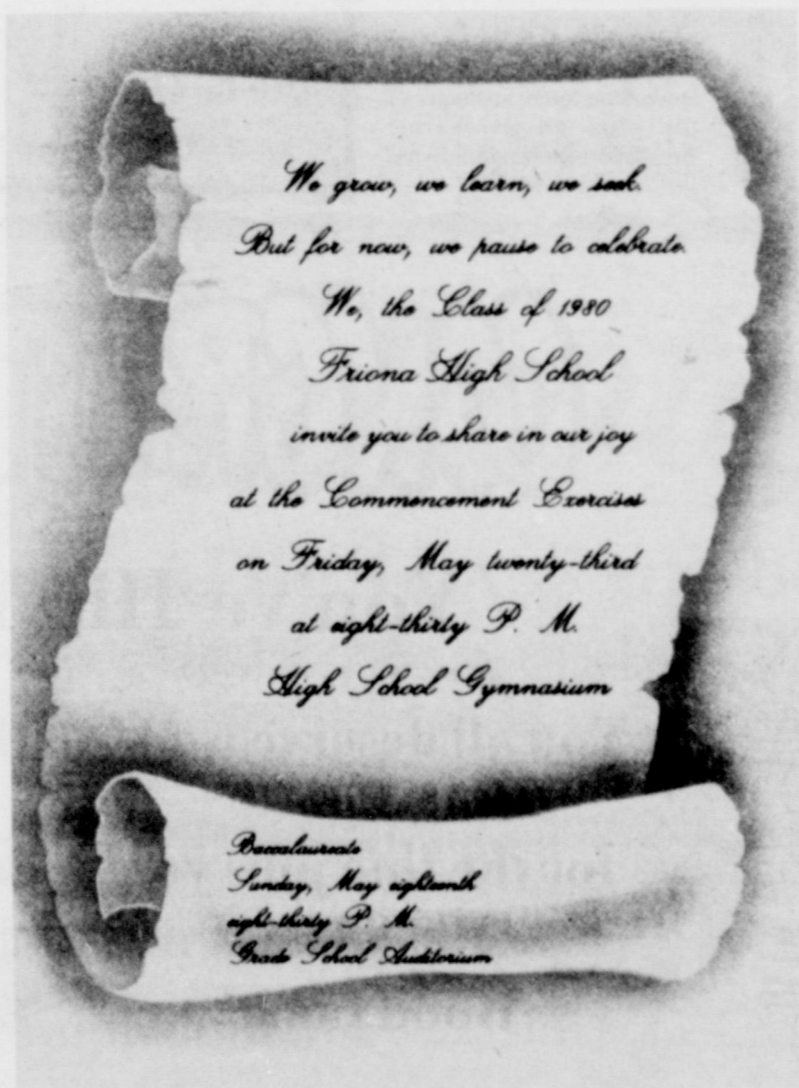 We grow, we learn, we seek.
But for now, we pause to celebrate.
We, the Class of 1980
Friona High School
invite you to share in our joy
at the Commencement Exercises
on Friday, May twenty-third
at eight-thirty P. M.
High School Gymnasium
Baccalaureate
Sunday, May eighteenth
eight-thirty P. M.
Grade School Auditorium